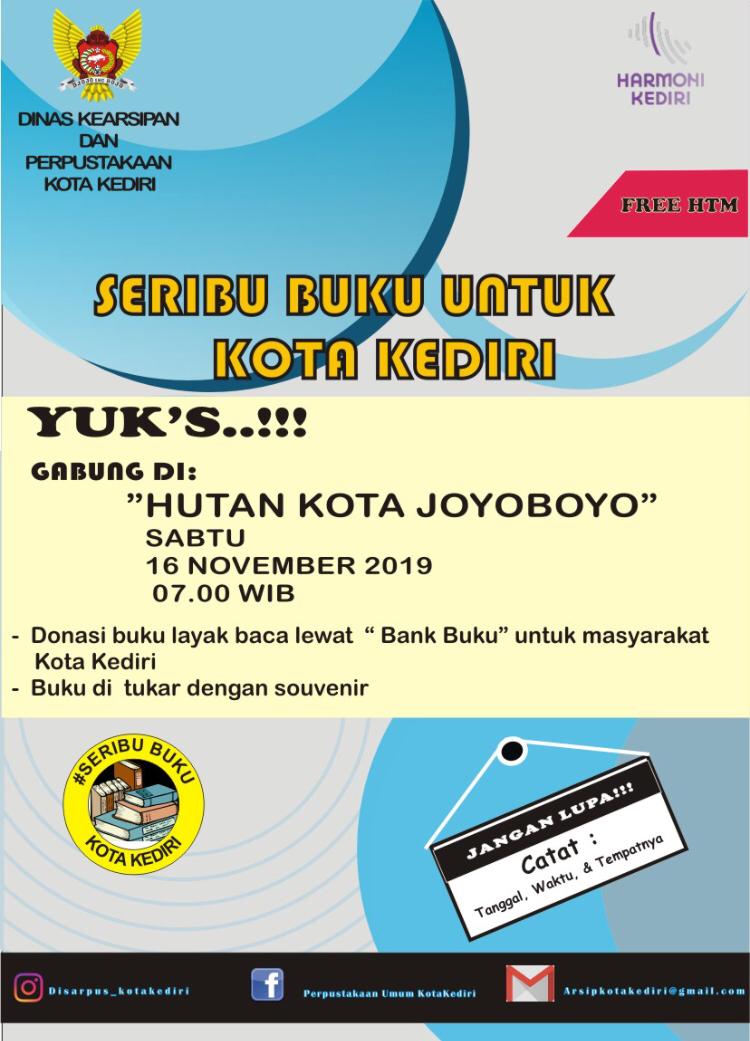 DINAS KEARSIPAN
DAN
PERPUSTAKAAN
KOTA KEDIRI
HARMONI
KEDIRI
FREE HTM
SERIBU BUKU UNTUK
KOTA KEDIRI
YUK'S..!!!
GABUNG DI:
"HUTAN KOTA JOYOBOYO"
SABTU
16 NOVEMBER 2019
07.00 WIB
- Donasi buku layak baca lewat " Bank Buku" untuk masyarakat
Kota Kediri
- Buku di tukar dengan souvenir
#SERIBU BUKU
KOTA KEDIRI
JANGAN LUPA!!!
Catat :
Tanggal, Waktu, & Tempatnya
Disarpus_kotakediri
Perpustakaan Umum KotaKediri
Arsipkotakediri@gmail.com